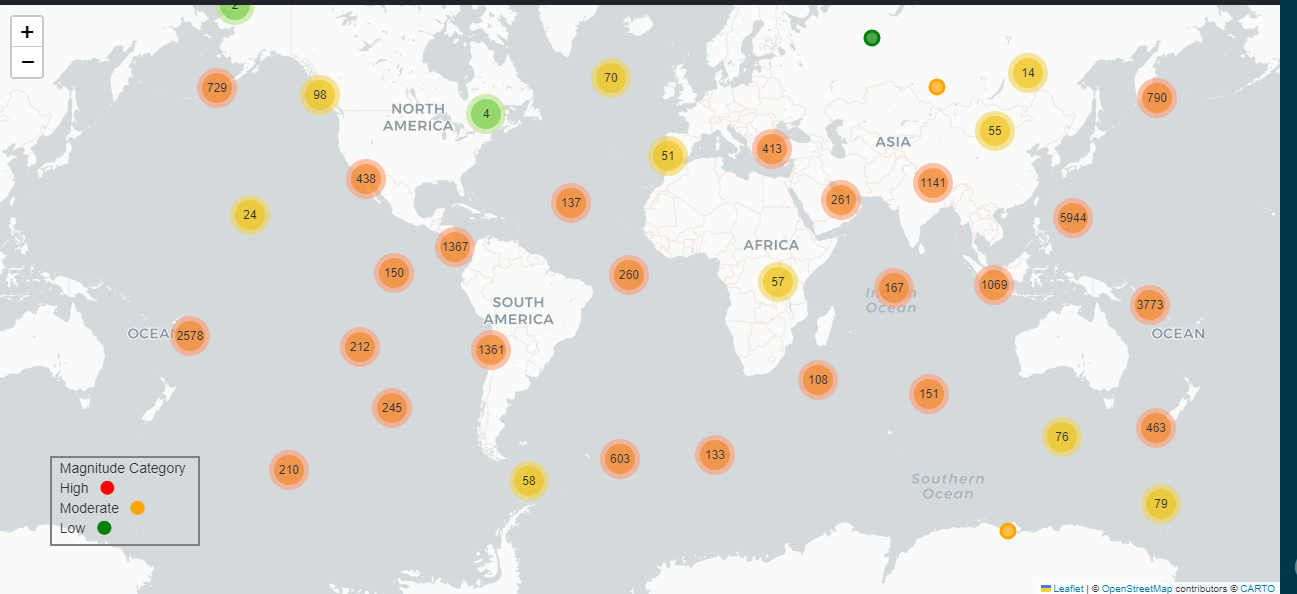 2
+
−
729
98
NORTH
AMERICA
4
70
14
790
55
ASIA
51
413
438
137
261
1141
24
5944
1367
AFRICA
150
260
57
167
Indian
Ocean
1069
SOUTH
AMERICA
3773
OCEAN
2578
OCEAN
212
1361
108
151
245
463
76
210
603
133
58
Southern
Ocean
79
Magnitude Category
High
Moderate
Low
Leaflet | © OpenStreetMap contributors © CARTO